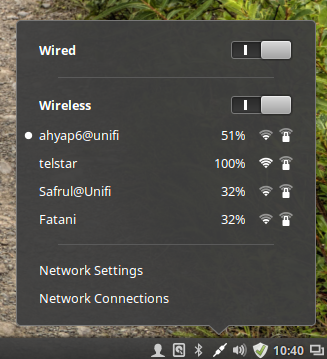 Wired
Wireless
ahyap6@unifi 51%
telstar 100%
Safrul@Unifi 32%
Fatani 32%
Network Settings
Network Connections
10:40